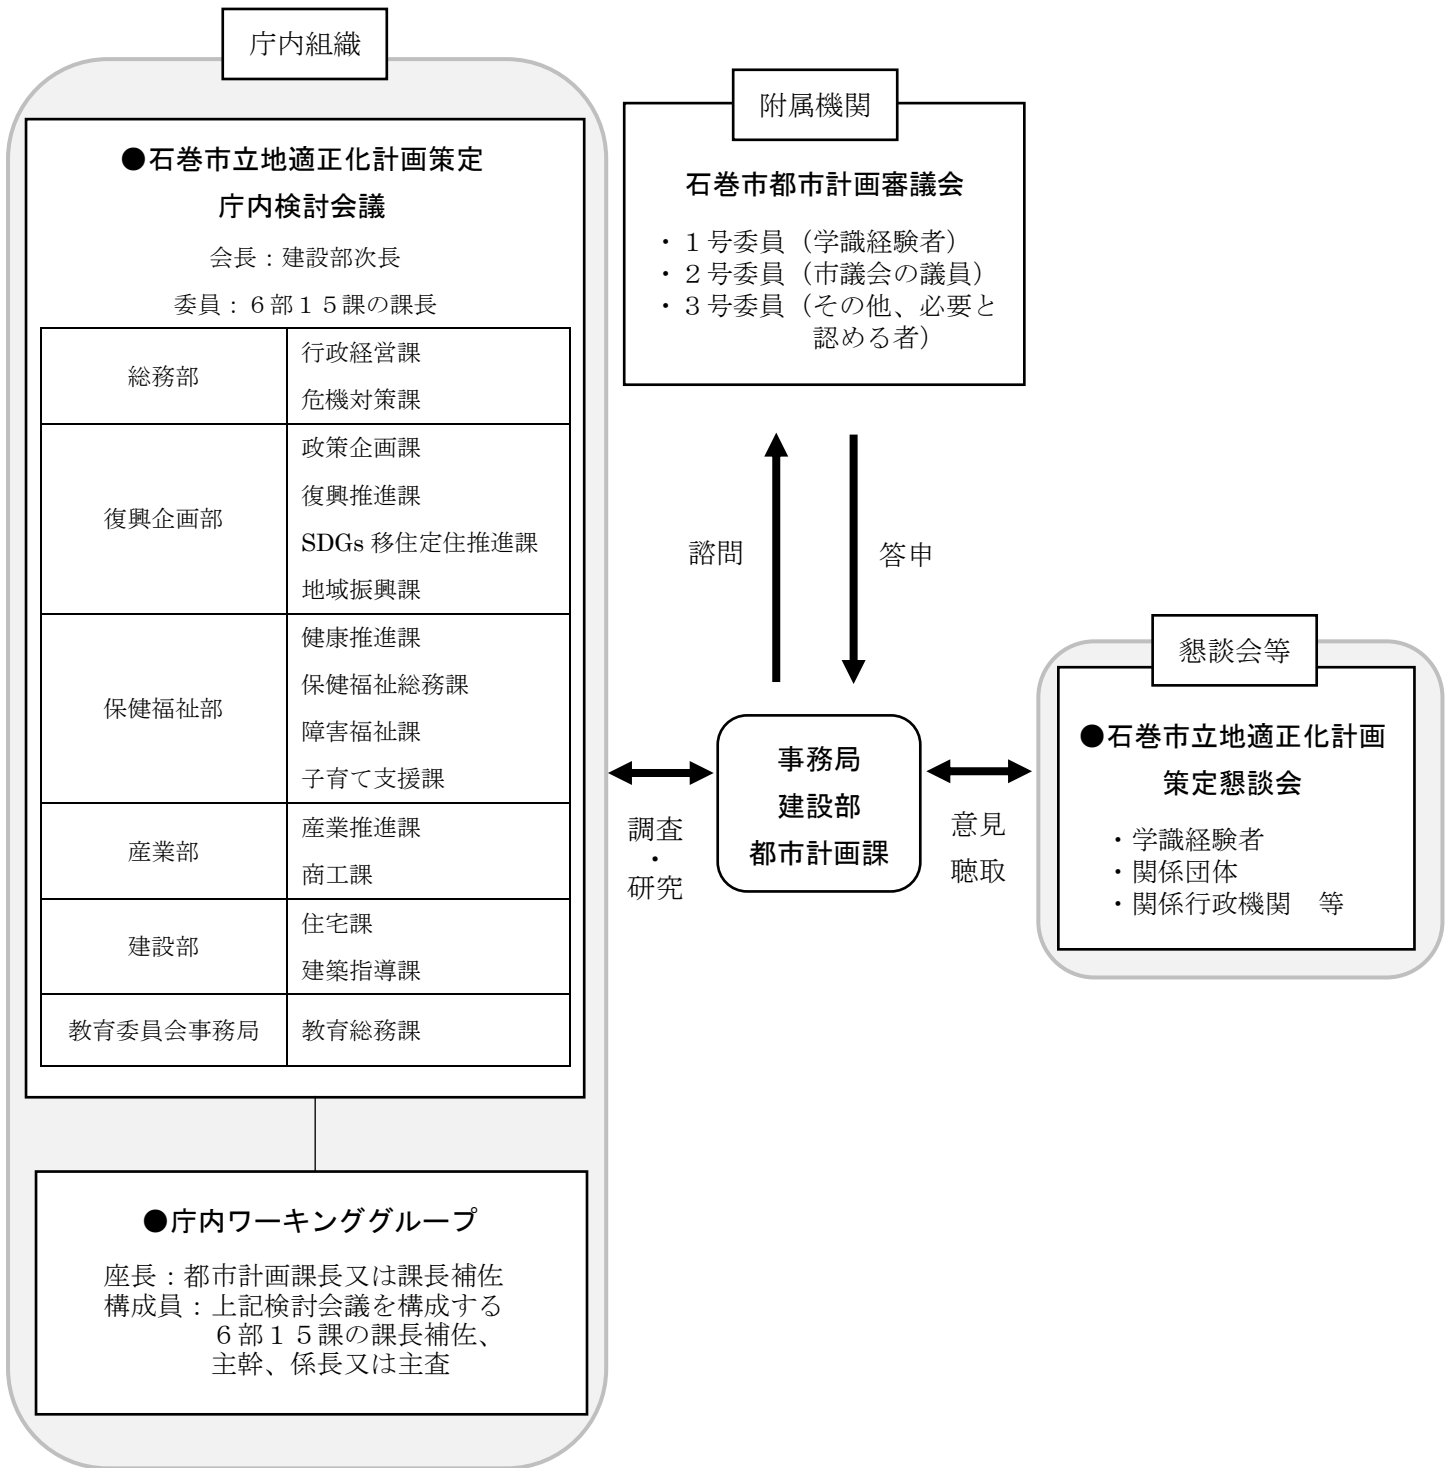 庁内組織
●石巻市立地適正化計画策定
庁内検討会議
会長：建設部次長
委員：６部１５課の課長
総務部
行政経営課
危機対策課
復興企画部
政策企画課
復興推進課
SDGs 移住定住推進課
地域振興課
保健福祉部
健康推進課
保健福祉総務課
障害福祉課
子育て支援課
産業部
産業推進課
商工課
建設部
住宅課
建築指導課
教育委員会事務局
教育総務課
●庁内ワーキンググループ
座長：都市計画課長又は課長補佐
構成員：上記検討会議を構成する
６部１５課の課長補佐、
主幹、係長又は主査
附属機関
石巻市都市計画審議会
・１号委員（学識経験者）
・２号委員（市議会の議員）
・３号委員（その他、必要と
認める者）
諮問
答申
調査
・
研究
事務局
建設部
都市計画課
意見
聴取
懇談会等
●石巻市立地適正化計画
策定懇談会
・学識経験者
・関係団体
・関係行政機関　等